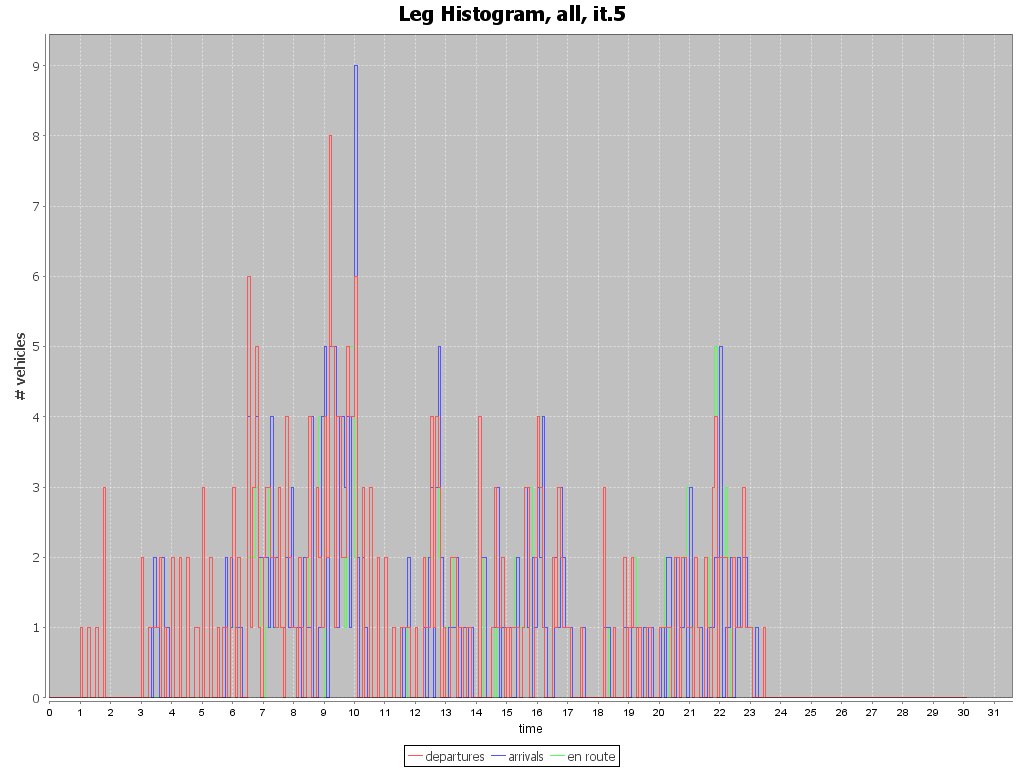 Leg Histogram, all, it.5
# vehicles
9
8
7
6
5
4
3
2
1
0
0 1 2 3 4 5 6 7 8 9 10 11 12 13 14 15 16 17 18 19 20 21 22 23 24 25 26 27 28 29 30 31
time
departures arrivals en route